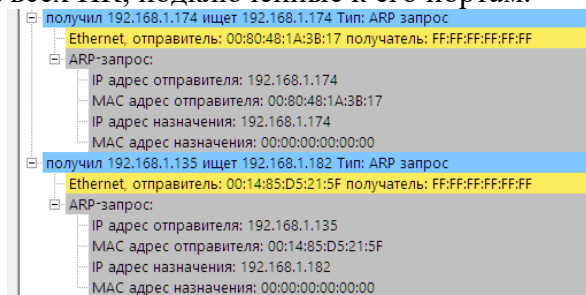 всех НК, подключенные к его портам.
получил 192.168.1.174 ищет 192.168.1.174 Тип: ARP запрос
Ethernet, отправитель: 00:80:48:1A:3B:17 получатель: FF:FF:FF:FF:FF:FF
ARP-запрос:
IP адрес отправителя: 192.168.1.174
MAC адрес отправителя: 00:80:48:1A:3B:17
IP адрес назначения: 192.168.1.174
MAC адрес назначения: 00:00:00:00:00:00
получил 192.168.1.135 ищет 192.168.1.182 Тип: ARP запрос
Ethernet, отправитель: 00:14:85:D5:21:5F получатель: FF:FF:FF:FF:FF:FF
ARP-запрос:
IP адрес отправителя: 192.168.1.135
MAC адрес отправителя: 00:14:85:D5:21:5F
IP адрес назначения: 192.168.1.182
MAC адрес назначения: 00:00:00:00:00:00